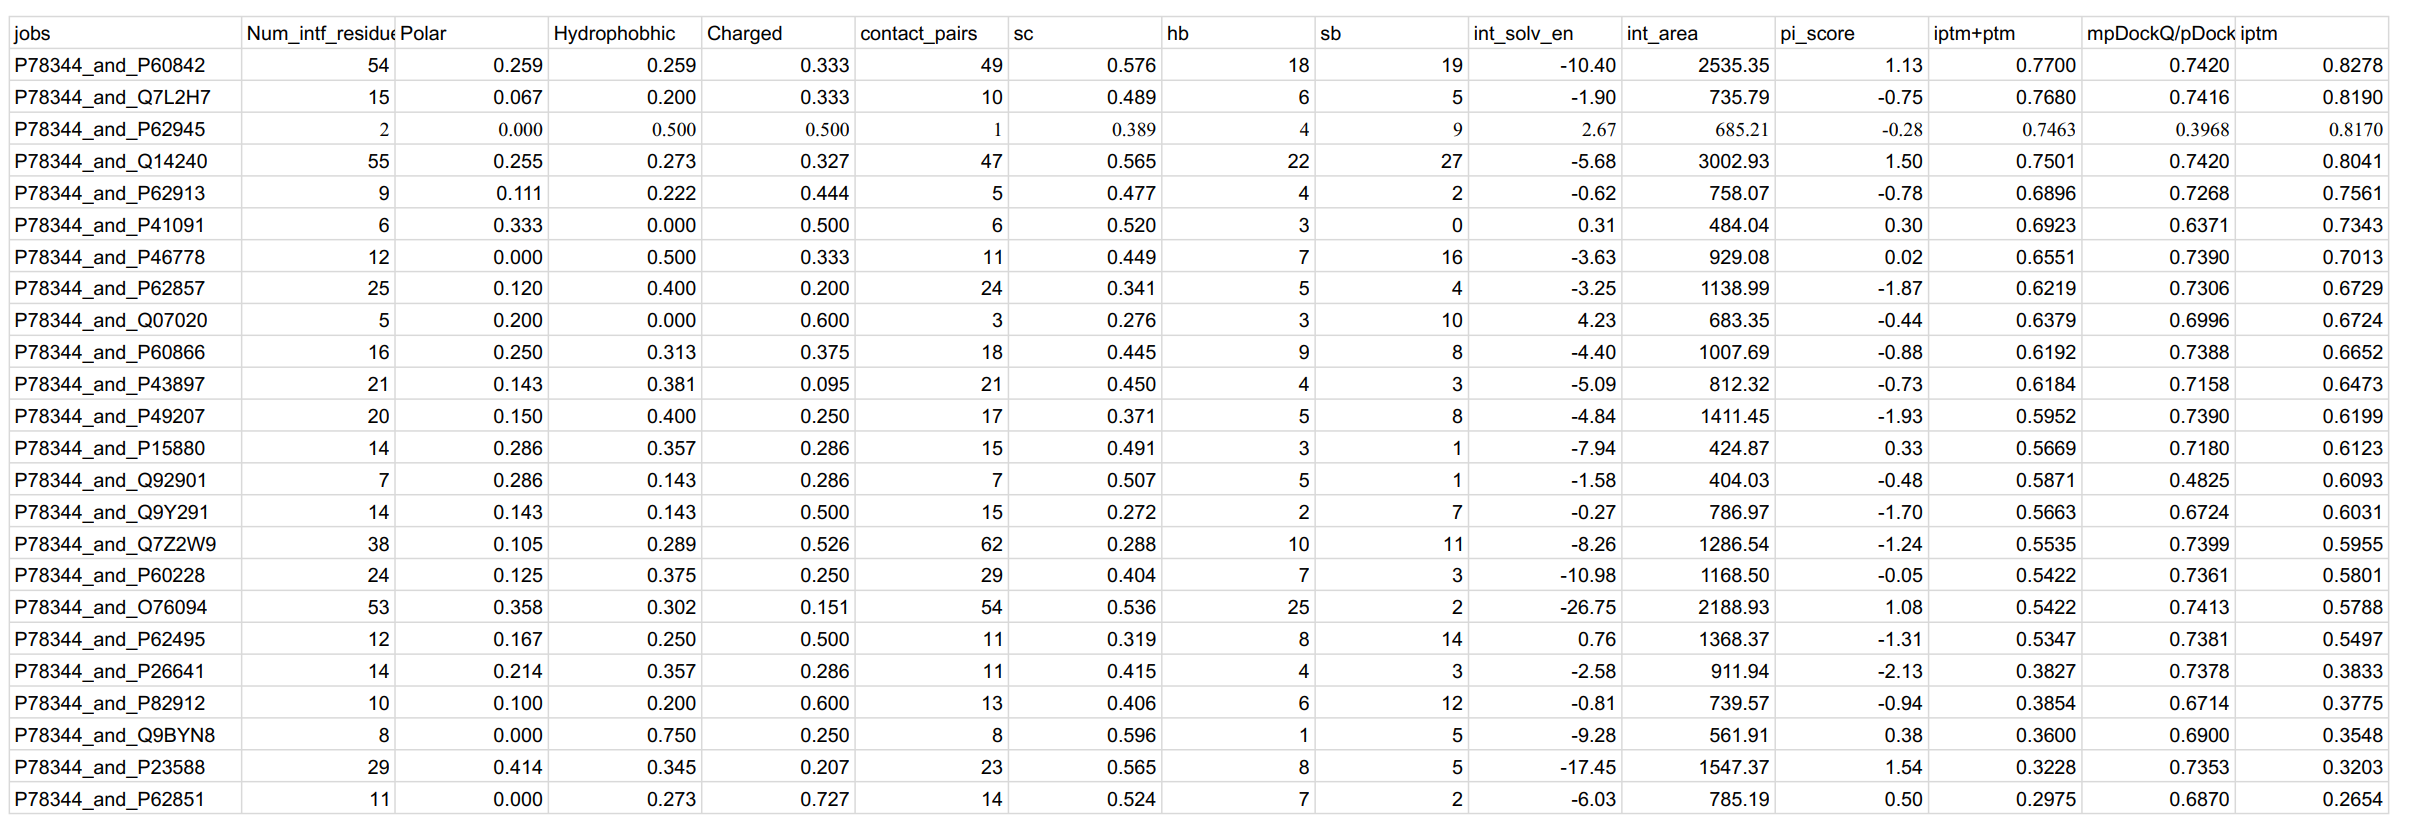 jobs Num_intf_residue Polar Hydrophobhic Charged contact_pairs sc hb sb int_solv_en int_area pi_score iptm+ptm mpDockQ/pDock iptm
P78344_and_P60842 54 0.259 0.259 0.333 49 0.576 18 19 -10.40 2535.35 1.13 0.7700 0.7420 0.8278
P78344_and_Q7L2H7 15 0.067 0.200 0.333 10 0.489 6 5 -1.90 735.79 -0.75 0.7680 0.7416 0.8190
P78344_and_P62945 2 0.000 0.500 0.500 1 0.389 4 9 2.67 685.21 -0.28 0.7463 0.3968 0.8170
P78344_and_Q14240 55 0.255 0.273 0.327 47 0.565 22 27 -5.68 3002.93 1.50 0.7501 0.7420 0.8041
P78344_and_P62913 9 0.111 0.222 0.444 5 0.477 4 2 -0.62 758.07 -0.78 0.6896 0.7268 0.7561
P78344_and_P41091 6 0.333 0.000 0.500 6 0.520 3 0 0.31 484.04 0.30 0.6923 0.6371 0.7343
P78344_and_P46778 12 0.000 0.500 0.333 11 0.449 7 16 -3.63 929.08 0.02 0.6551 0.7390 0.7013
P78344_and_P62857 25 0.120 0.400 0.200 24 0.341 5 4 -3.25 1138.99 -1.87 0.6219 0.7306 0.6729
P78344_and_Q07020 5 0.200 0.000 0.600 3 0.276 3 10 4.23 683.35 -0.44 0.6379 0.6996 0.6724
P78344_and_P60866 16 0.250 0.313 0.375 18 0.445 9 8 -4.40 1007.69 -0.88 0.6192 0.7388 0.6652
P78344_and_P43897 21 0.143 0.381 0.095 21 0.450 4 3 -5.09 812.32 -0.73 0.6184 0.7158 0.6473
P78344_and_P49207 20 0.150 0.400 0.250 17 0.371 5 8 -4.84 1411.45 -1.93 0.5952 0.7390 0.6199
P78344_and_P15880 14 0.286 0.357 0.286 15 0.491 3 1 -7.94 424.87 0.33 0.5669 0.7180 0.6123
P78344_and_Q92901 7 0.286 0.143 0.286 7 0.507 5 1 -1.58 404.03 -0.48 0.5871 0.4825 0.6093
P78344_and_Q9Y291 14 0.143 0.143 0.500 15 0.272 2 7 -0.27 786.97 -1.70 0.5663 0.6724 0.6031
P78344_and_Q7Z2W9 38 0.105 0.289 0.526 62 0.288 10 11 -8.26 1286.54 -1.24 0.5535 0.7399 0.5955
P78344_and_P60228 24 0.125 0.375 0.250 29 0.404 7 3 -10.98 1168.50 -0.05 0.5422 0.7361 0.5801
P78344_and_O76094 53 0.358 0.302 0.151 54 0.536 25 2 -26.75 2188.93 1.08 0.5422 0.7413 0.5788
P78344_and_P62495 12 0.167 0.250 0.500 11 0.319 8 14 0.76 1368.37 -1.31 0.5347 0.7381 0.5497
P78344_and_P26641 14 0.214 0.357 0.286 11 0.415 4 3 -2.58 911.94 -2.13 0.3827 0.7378 0.3833
P78344_and_P82912 10 0.100 0.200 0.600 13 0.406 6 12 -0.81 739.57 -0.94 0.3854 0.6714 0.3775
P78344_and_Q9BYN8 8 0.000 0.750 0.250 8 0.596 1 5 -9.28 561.91 0.38 0.3600 0.6900 0.3548
P78344_and_P23588 29 0.414 0.345 0.207 23 0.565 8 5 -17.45 1547.37 1.54 0.3228 0.7353 0.3203
P78344_and_P62851 11 0.000 0.273 0.727 14 0.524 7 2 -6.03 785.19 0.50 0.2975 0.6870 0.2654